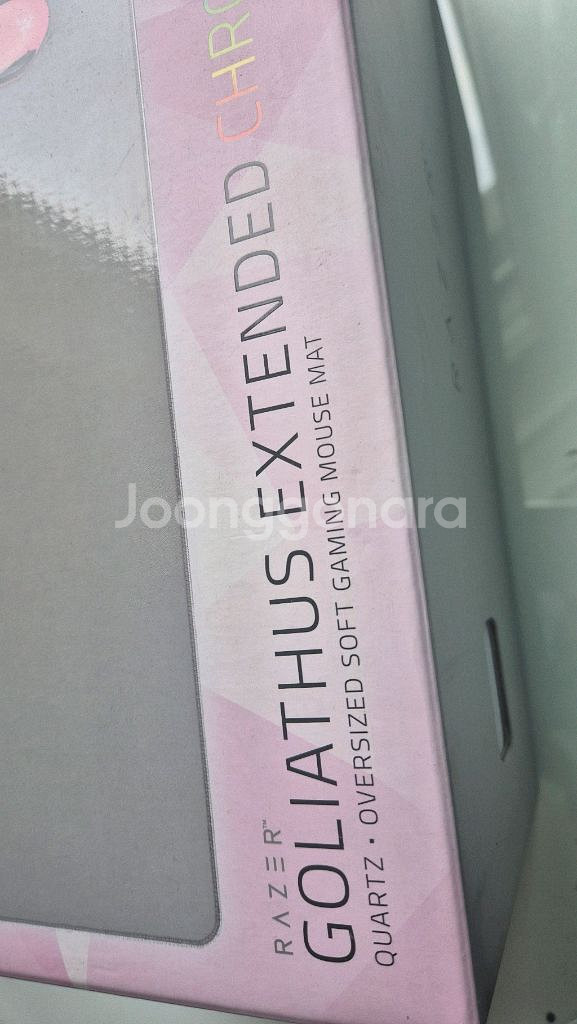 RAZER™
GOLIATHUS EXTENDED CHRO
QUARTZ • OVERSIZED SOFT GAMING MOUSE MAT
Joonggonara